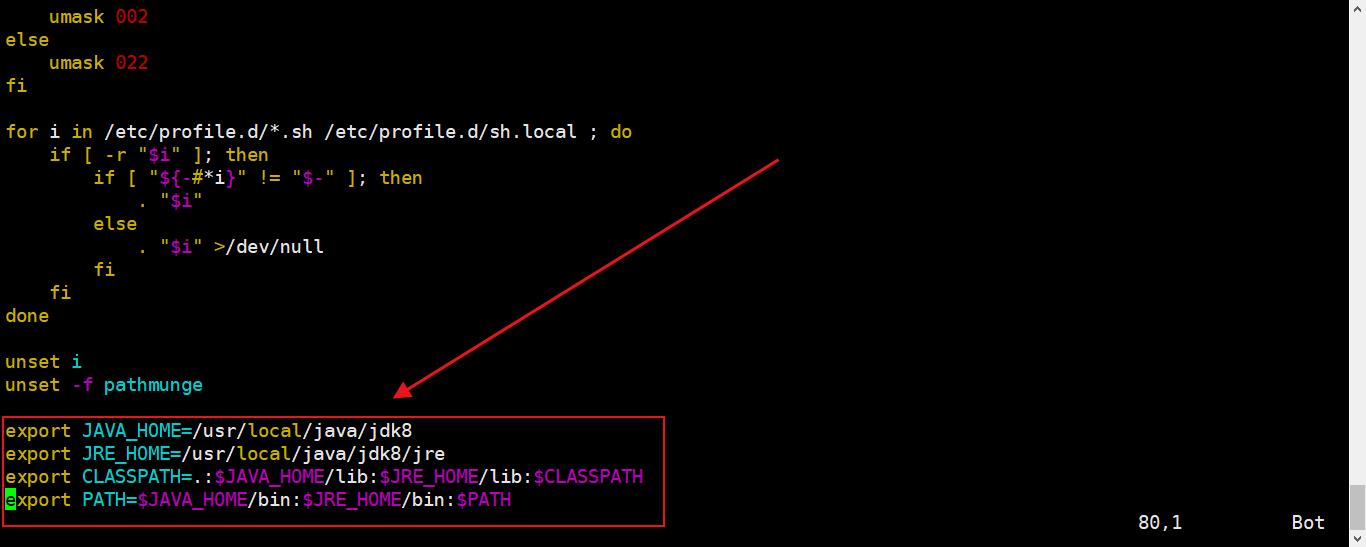 umask 002
else
    umask 022
fi

for i in /etc/profile.d/*.sh /etc/profile.d/sh.local ; do
    if [ -r "$i" ]; then
        if [ "${-#*i}" != "$-" ]; then
            . "$i"
        else
            . "$i" >/dev/null
        fi
    fi
done

unset i
unset -f pathmunge

export JAVA_HOME=/usr/local/java/jdk8
export JRE_HOME=/usr/local/java/jdk8/jre
export CLASSPATH=.:$JAVA_HOME/lib:$JRE_HOME/lib:$CLASSPATH
export PATH=$JAVA_HOME/bin:$JRE_HOME/bin:$PATH
80,1 Bot